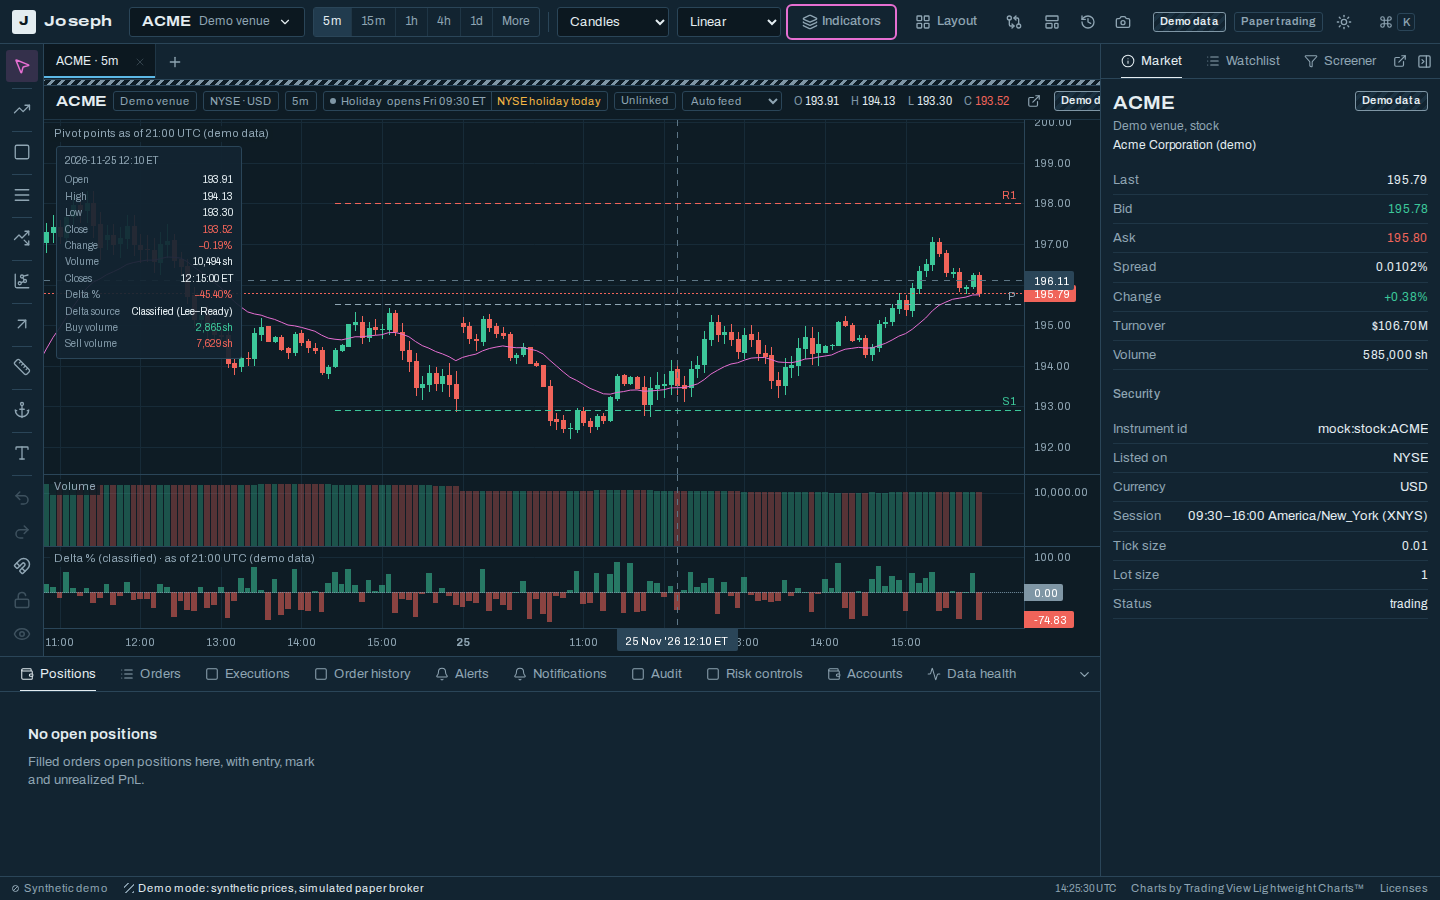 J Joseph ACME Demo venue 5m 15m 1h 4h 1d More Candles Linear Indicators Layout Demo data Paper trading ⌘ K
ACME · 5m
Market Watchlist Screener
ACME Demo venue NYSE · USD 5m Holiday opens Fri 09:30 ET NYSE holiday today Unlinked Auto feed O 193.91 H 194.13 L 193.30 C 193.52 Demo d
Pivot points as of 21:00 UTC (demo data)
2026-11-25 12:10 ET
Open 193.91
High 194.13
Low 193.30
Close 193.52
Change −0.19%
Volume 10,494 sh
Closes 12:15:00 ET
Delta % −45.40%
Delta source Classified (Lee–Ready)
Buy volume 2,865 sh
Sell volume 7,629 sh
R1
P
S1
200.00
199.00
198.00
197.00
196.11
195.79
195.00
194.00
193.00
192.00
Volume
10,000.00
Delta % (classified) · as of 21:00 UTC (demo data)
100.00
0.00
-74.83
11:00 12:00 13:00 14:00 15:00 25 11:00 25 Nov '26 12:10 ET 3:00 14:00 15:00
ACME Demo data
Demo venue, stock
Acme Corporation (demo)
Last 195.79
Bid 195.78
Ask 195.80
Spread 0.0102%
Change +0.38%
Turnover $106.70M
Volume 585,000 sh
Security
Instrument id mock:stock:ACME
Listed on NYSE
Currency USD
Session 09:30–16:00 America/New_York (XNYS)
Tick size 0.01
Lot size 1
Status trading
Positions Orders Executions Order history Alerts Notifications Audit Risk controls Accounts Data health
No open positions
Filled orders open positions here, with entry, mark
and unrealized PnL.
Synthetic demo Demo mode: synthetic prices, simulated paper broker 14:25:30 UTC Charts by TradingView Lightweight Charts™ Licenses